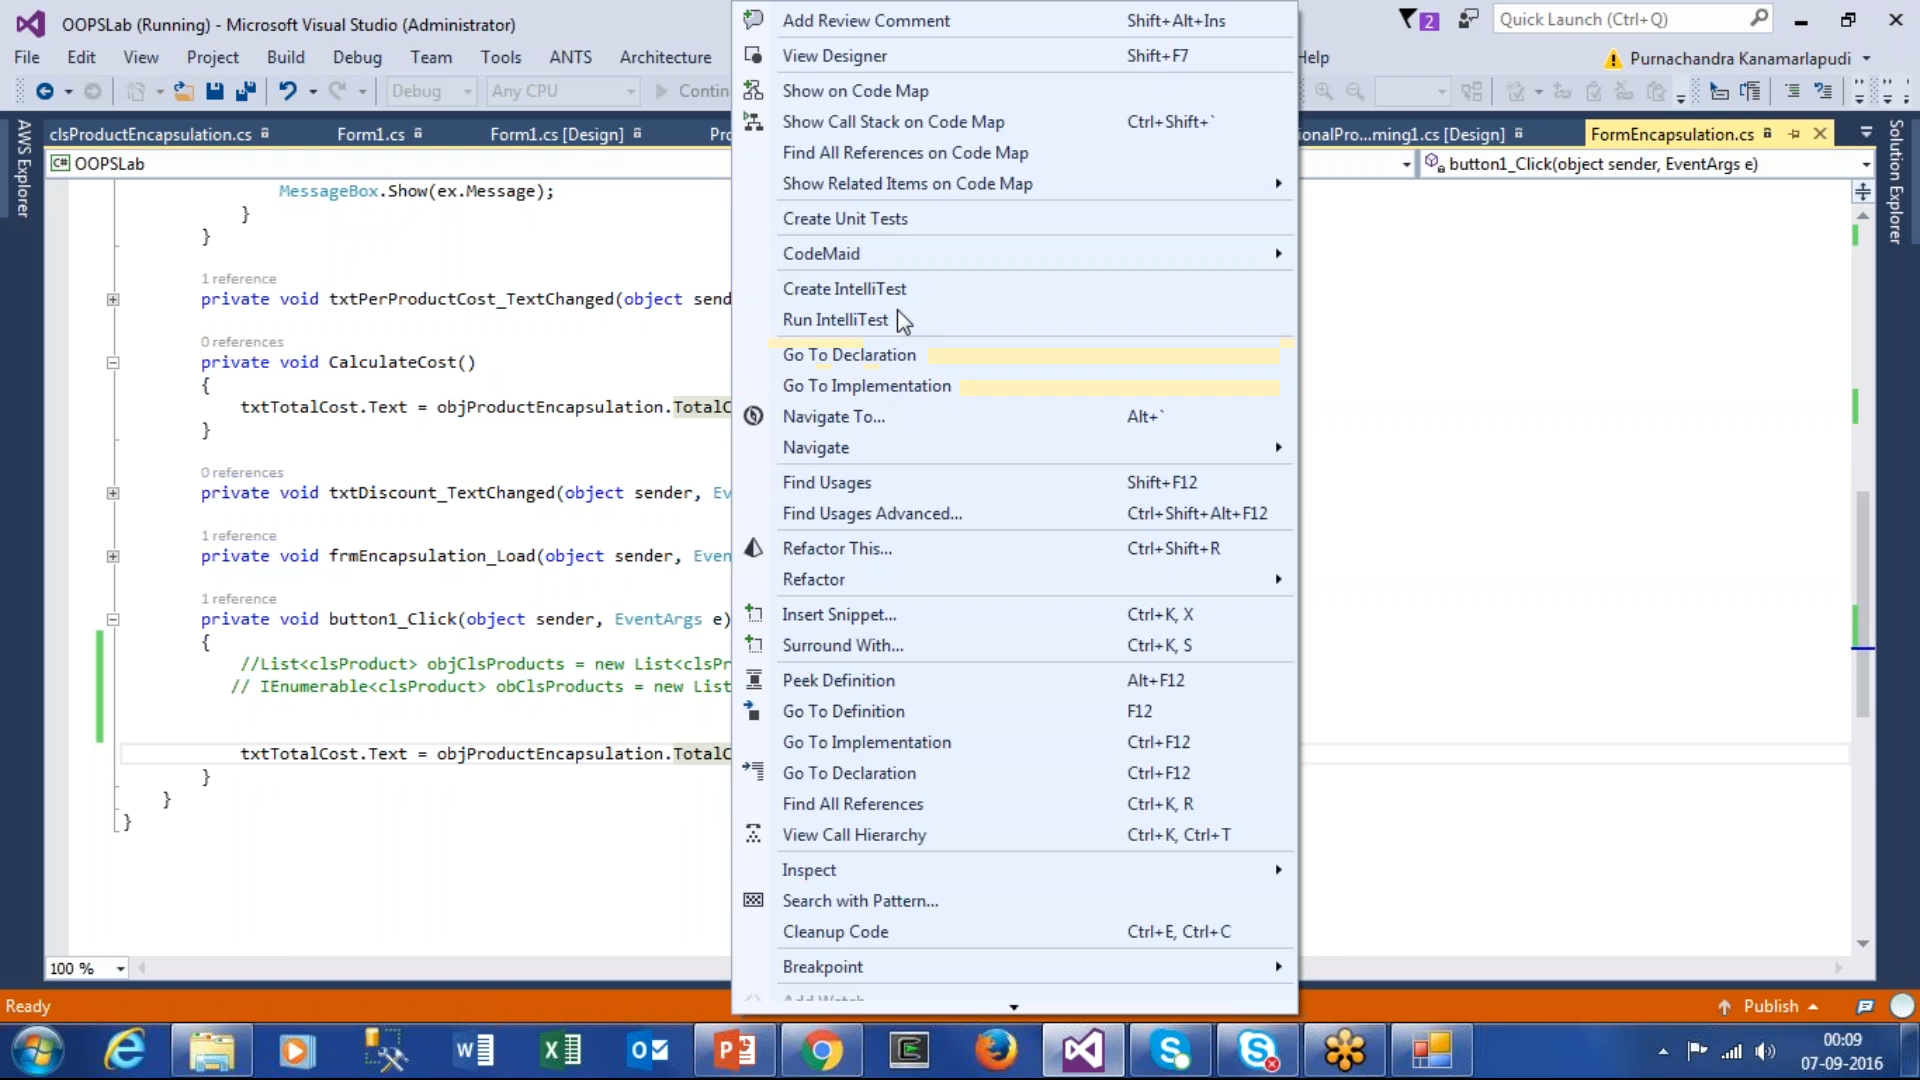 OOPSLab (Running) - Microsoft Visual Studio (Administrator)
2
Quick Launch (Ctrl+Q)
File Edit View Project Build Debug Team Tools ANTS Architecture
Help
Purnachandra Kanamarlapudi
Debug
Any CPU
Contin
AWS Explorer
Solution Explorer
clsProductEncapsulation.cs
Form1.cs
Form1.cs [Design]
ionalPro...ming1.cs [Design]
FormEncapsulation.cs
C# OOPSLab
button1_Click(object sender, EventArgs e)
MessageBox.Show(ex.Message);
}
}
1 reference
private void txtPerProductCost_TextChanged(object send
0 references
private void CalculateCost()
{
txtTotalCost.Text = objProductEncapsulation.TotalC
}
0 references
private void txtDiscount_TextChanged(object sender, Ev
1 reference
private void frmEncapsulation_Load(object sender, Even
1 reference
private void button1_Click(object sender, EventArgs e)
{
//List<clsProduct> objClsProducts = new List<clsPr
// IEnumerable<clsProduct> obClsProducts = new List
txtTotalCost.Text = objProductEncapsulation.TotalC
}
}
}
100 %
Add Review Comment Shift+Alt+Ins
View Designer Shift+F7
Show on Code Map
Show Call Stack on Code Map Ctrl+Shift+`
Find All References on Code Map
Show Related Items on Code Map
Create Unit Tests
CodeMaid
Create IntelliTest
Run IntelliTest
Go To Declaration
Go To Implementation
Navigate To... Alt+`
Navigate
Find Usages Shift+F12
Find Usages Advanced... Ctrl+Shift+Alt+F12
Refactor This... Ctrl+Shift+R
Refactor
Insert Snippet... Ctrl+K, X
Surround With... Ctrl+K, S
Peek Definition Alt+F12
Go To Definition F12
Go To Implementation Ctrl+F12
Go To Declaration Ctrl+F12
Find All References Ctrl+K, R
View Call Hierarchy Ctrl+K, Ctrl+T
Inspect
Search with Pattern...
Cleanup Code Ctrl+E, Ctrl+C
Breakpoint
Add Watch
Ready
Publish
00:09
07-09-2016